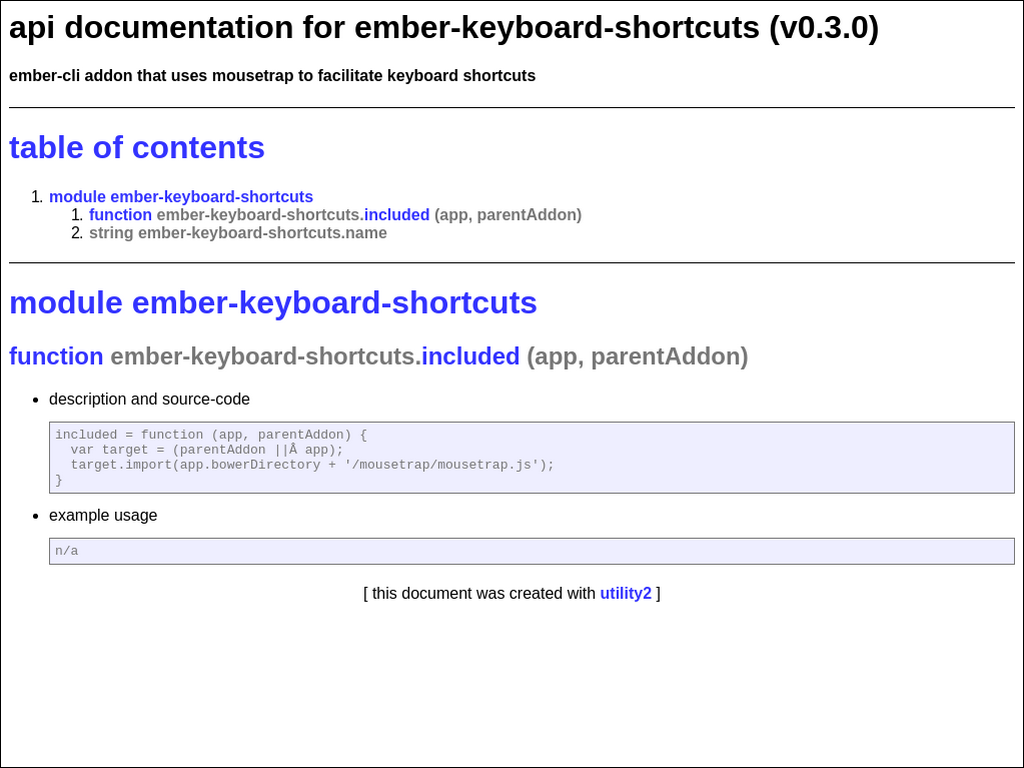 api documentation for ember-keyboard-shortcuts (v0.3.0)
ember-cli addon that uses mousetrap to facilitate keyboard shortcuts
table of contents
1. module ember-keyboard-shortcuts
1. function ember-keyboard-shortcuts.included (app, parentAddon)
2. string ember-keyboard-shortcuts.name
module ember-keyboard-shortcuts
function ember-keyboard-shortcuts.included (app, parentAddon)
• description and source-code
included = function (app, parentAddon) {
  var target = (parentAddon ||Â app);
  target.import(app.bowerDirectory + '/mousetrap/mousetrap.js');
}
• example usage
n/a
[ this document was created with utility2 ]